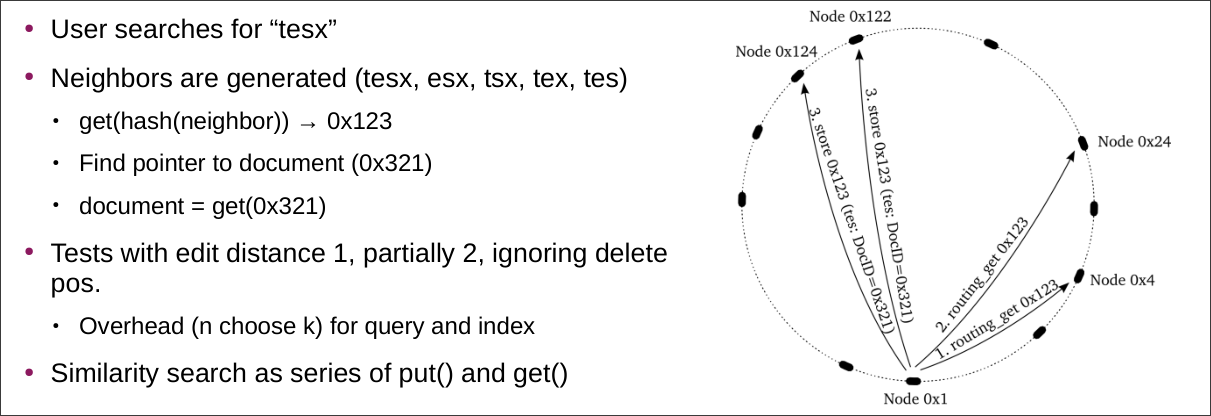 • User searches for “tesx”
• Neighbors are generated (tesx, esx, tsx, tex, tes)
• get(hash(neighbor)) → 0x123
• Find pointer to document (0x321)
• document = get(0x321)
• Tests with edit distance 1, partially 2, ignoring delete
pos.
• Overhead (n choose k) for query and index
• Similarity search as series of put() and get()
Node 0x122
Node 0x124
Node 0x24
Node 0x4
Node 0x1
3. store 0x123 (tes: DocID=0x321)
3. store 0x123 (tes: DocID=0x321)
2. routing_get 0x123
1. routing_get 0x123